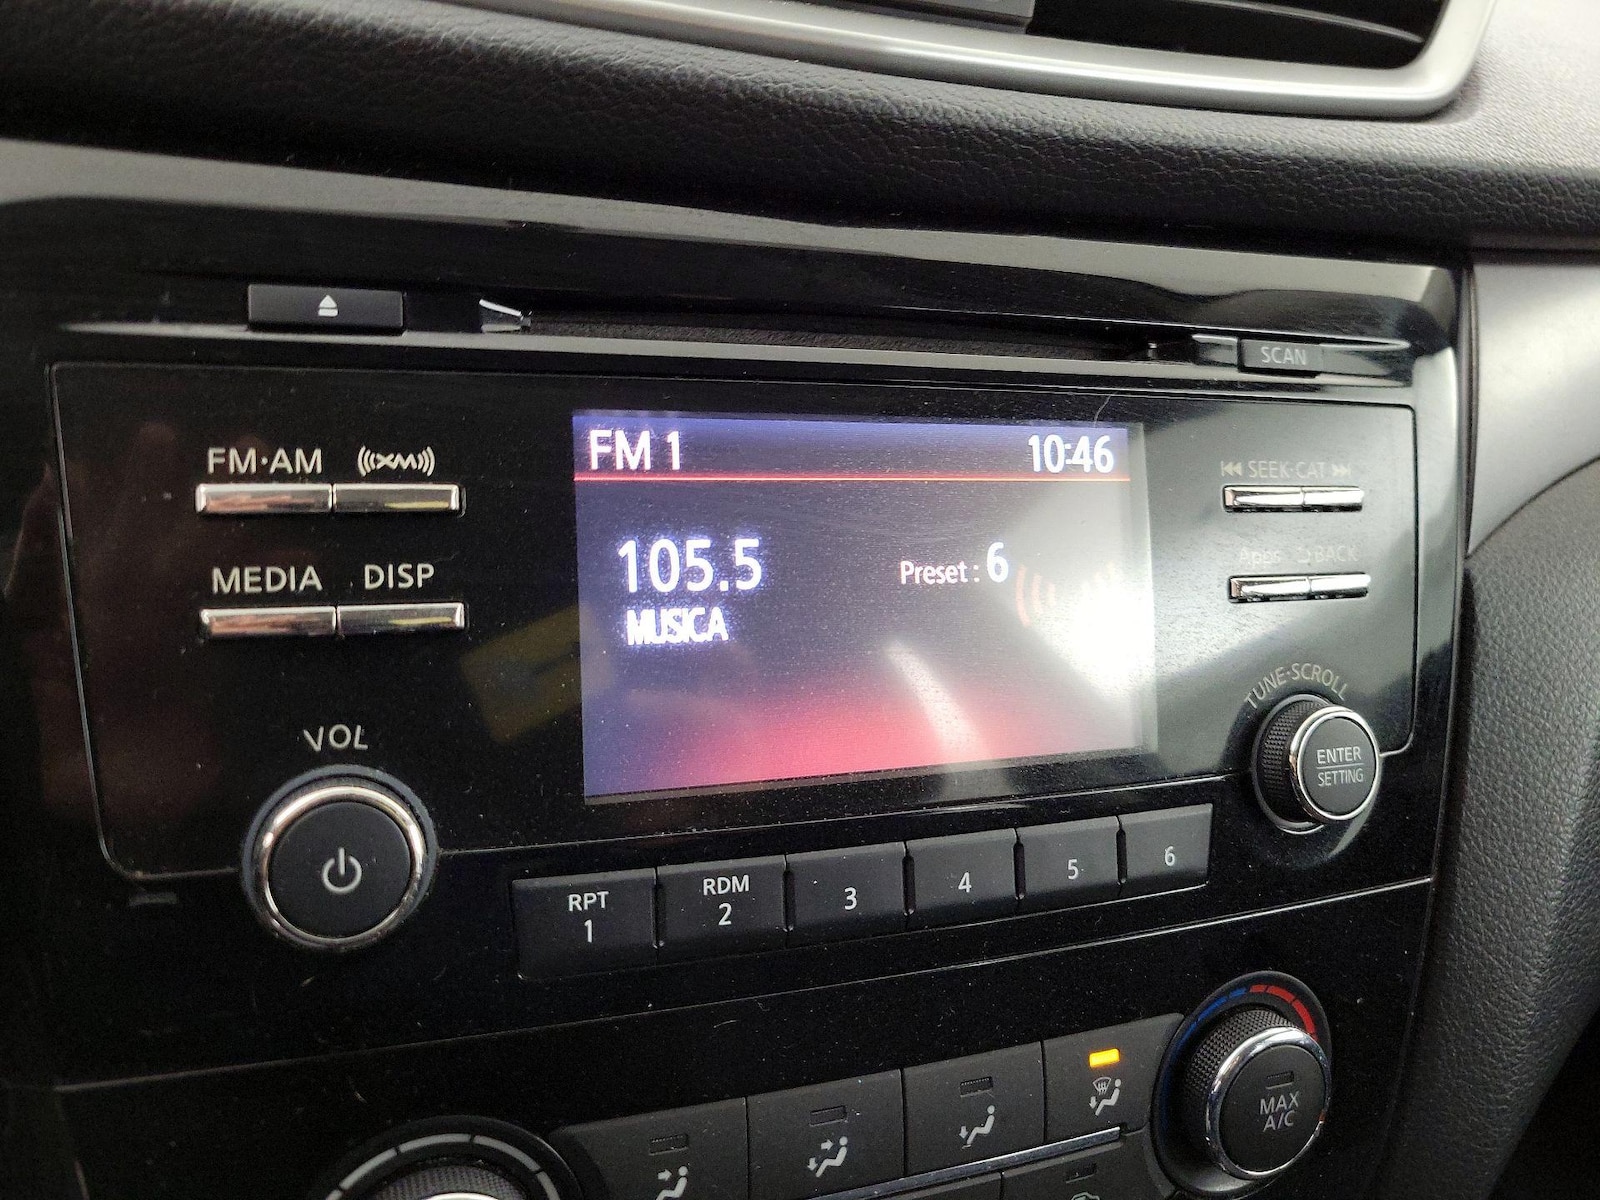 SCAN
FM·AM
XM
SEEK·CAT
FM 1 10:46
MEDIA DISP
105.5
Preset : 6
MUSICA
Apps BACK
VOL
TUNE·SCROLL
ENTER
SETTING
RPT
1
RDM
2
3
4
5
6
MAX
A/C